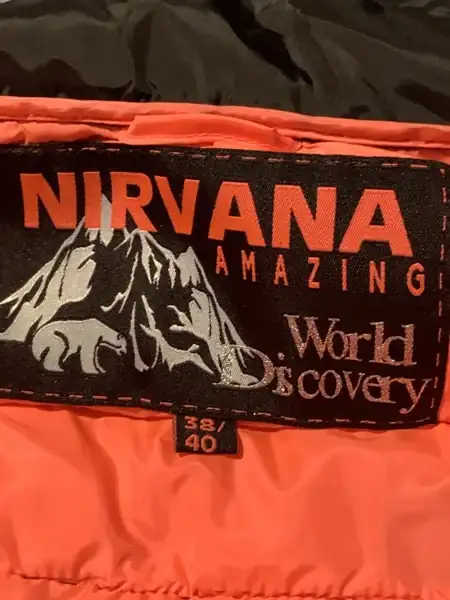 NIRVANA
AMAZING
World
Discovery
38/
40